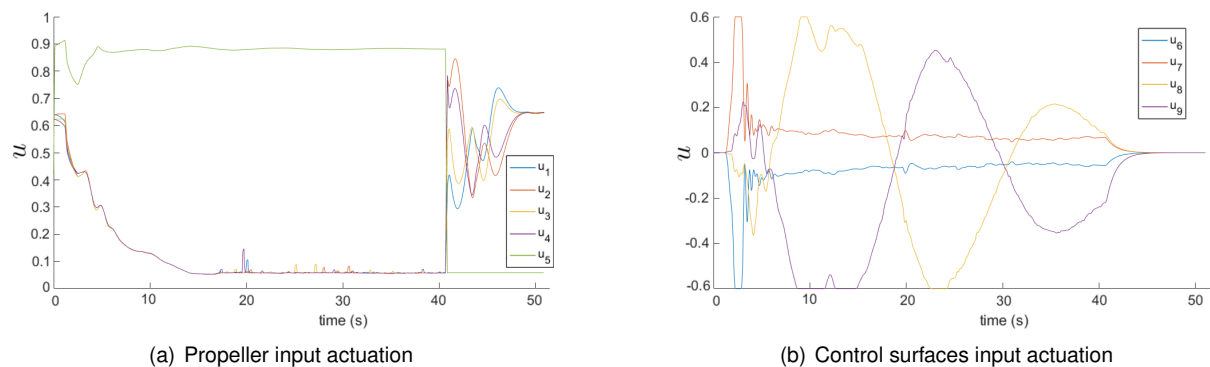 1
0.9
0.8
0.7
0.6
0.5
0.4
0.3
0.2
0.1
0
u
0 10 20 30 40 50
time (s)
u1
u2
u3
u4
u5
(a) Propeller input actuation
0.6
0.4
0.2
0
-0.2
-0.4
-0.6
u
0 10 20 30 40 50
time (s)
u6
u7
u8
u9
(b) Control surfaces input actuation